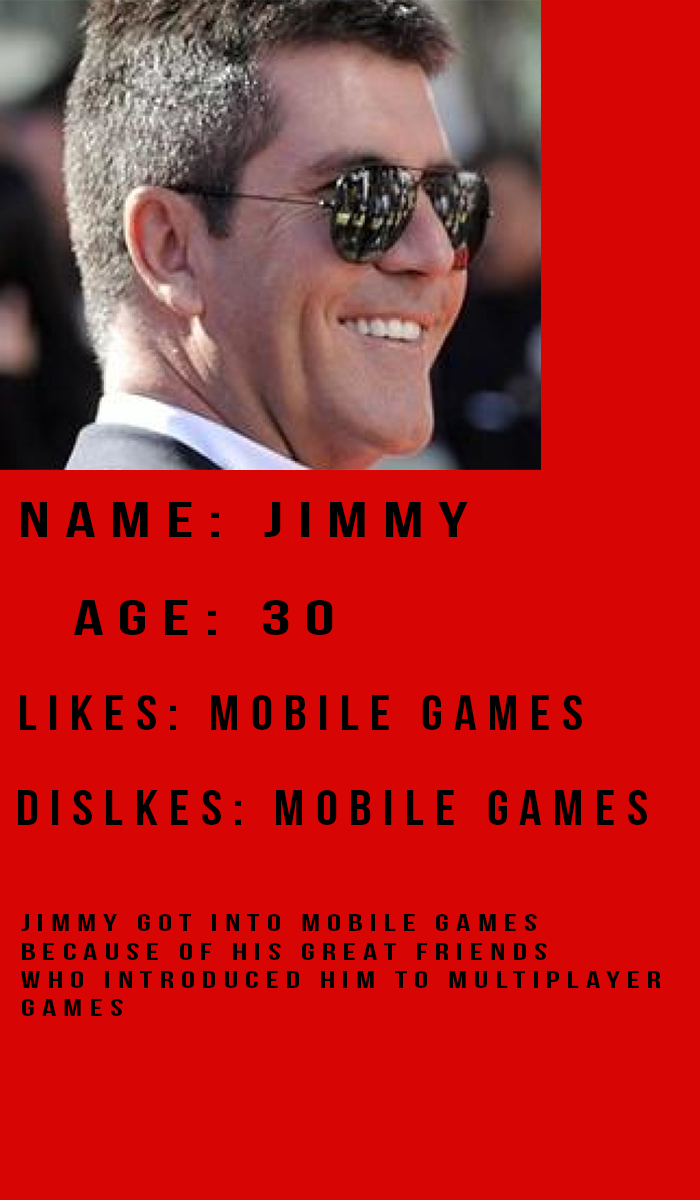 NAME: JIMMY
AGE: 30
LIKES: MOBILE GAMES
DISLKES: MOBILE GAMES
JIMMY GOT INTO MOBILE GAMES
BECAUSE OF HIS GREAT FRIENDS
WHO INTRODUCED HIM TO MULTIPLAYER
GAMES